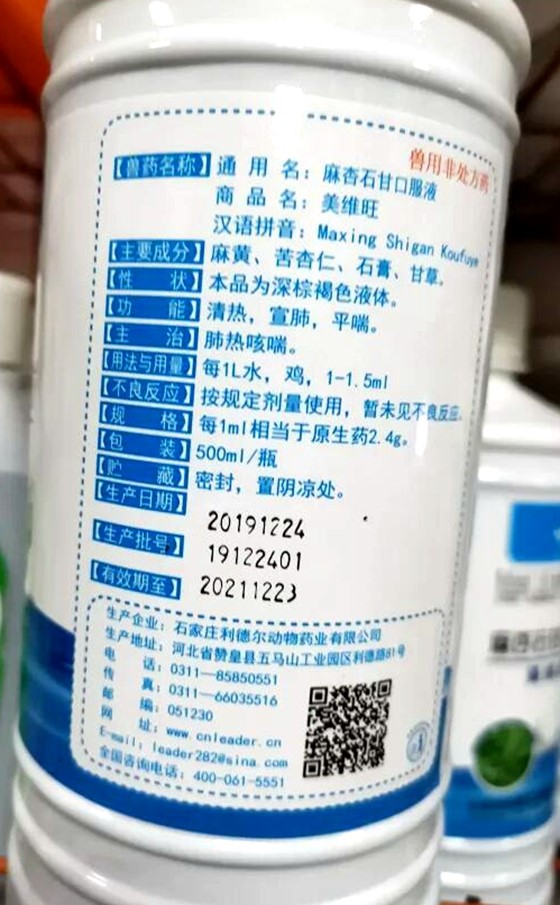 兽用非处方药
【兽药名称】通 用 名：麻杏石甘口服液
商 品 名：美维旺
汉语拼音：Maxing Shigan Koufuye
【主要成分】麻黄、苦杏仁、石膏、甘草。
【性 状】本品为深棕褐色液体。
【功 能】清热，宣肺，平喘。
【主 治】肺热咳喘。
【用法与用量】每1L水，鸡，1-1.5ml
【不良反应】按规定剂量使用，暂未见不良反应。
【规 格】每1ml相当于原生药2.4g。
【包 装】500ml/瓶
【贮 藏】密封，置阴凉处。
【生产日期】20191224
【生产批号】19122401
【有效期至】20211223
生产企业：石家庄利德尔动物药业有限公司
生产地址：河北省赞皇县五马山工业园区利德路81号
电 话：0311—85850551
传 真：0311—66035516
邮 编：051230
网 址：www.cnleader.cn
E-mail：leader282@sina.com
全国咨询电话：400-061-5551